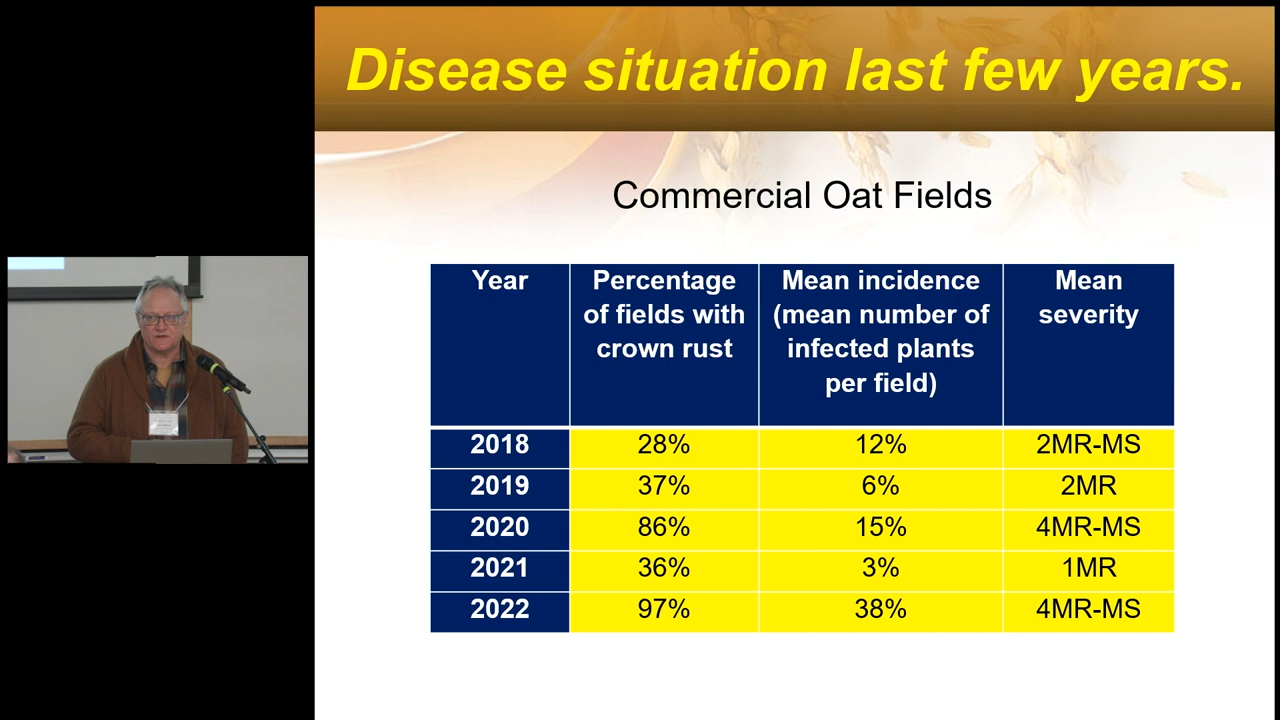 Disease situation last few years.
Commercial Oat Fields
Year
Percentage
of fields with
crown rust
Mean incidence
(mean number of
infected plants
per field)
Mean
severity
2018 28% 12% 2MR-MS
2019 37% 6% 2MR
2020 86% 15% 4MR-MS
2021 36% 3% 1MR
2022 97% 38% 4MR-MS